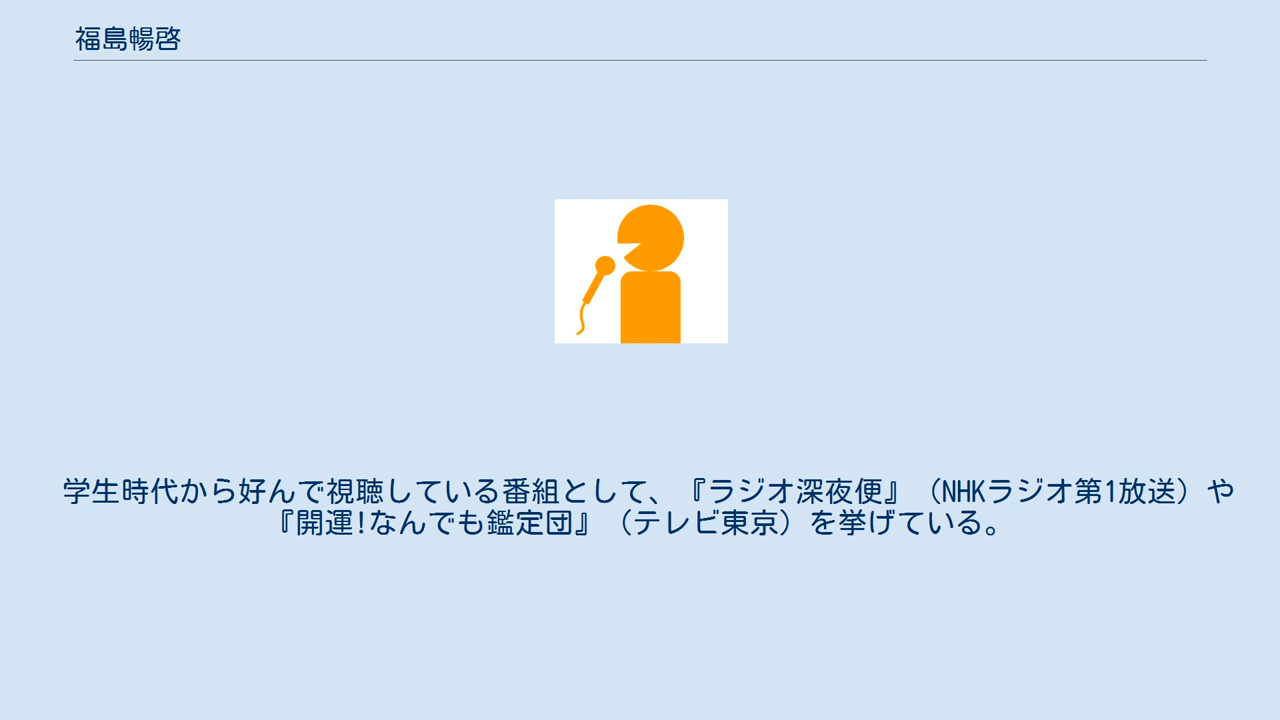 福島暢啓
学生時代から好んで視聴している番組として、『ラジオ深夜便』（NHKラジオ第1放送）や
『開運!なんでも鑑定団』（テレビ東京）を挙げている。